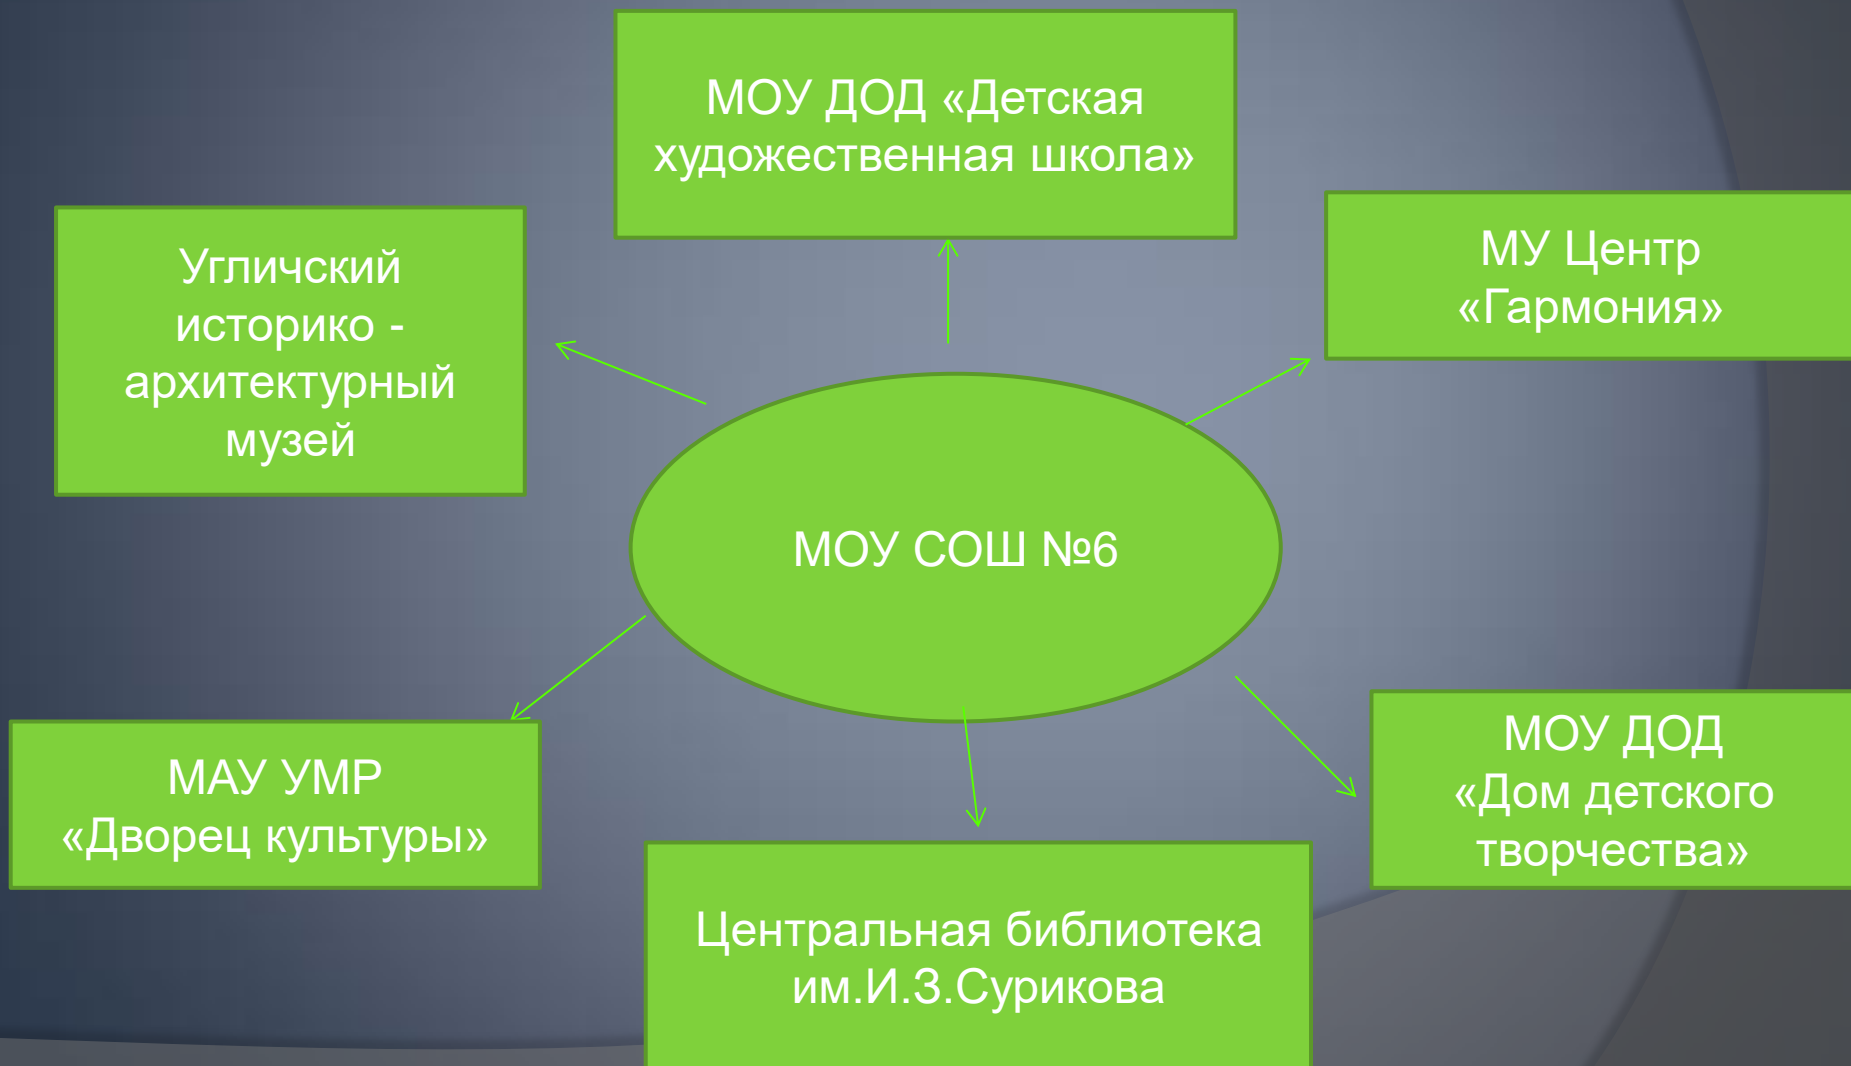 МОУ ДОД «Детская
художественная школа»
Угличский
историко -
архитектурный
музей
МУ Центр
«Гармония»
МОУ СОШ №6
МАУ УМР
«Дворец культуры»
МОУ ДОД
«Дом детского
творчества»
Центральная библиотека
им.И.З.Сурикова